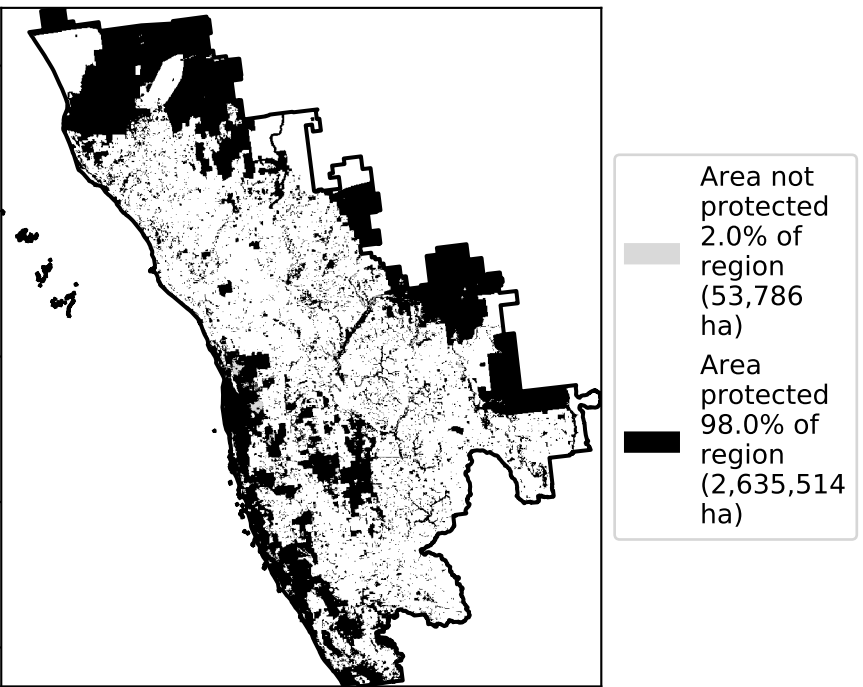 Area not
protected
2.0% of
region
(53,786
ha)
Area
protected
98.0% of
region
(2,635,514
ha)